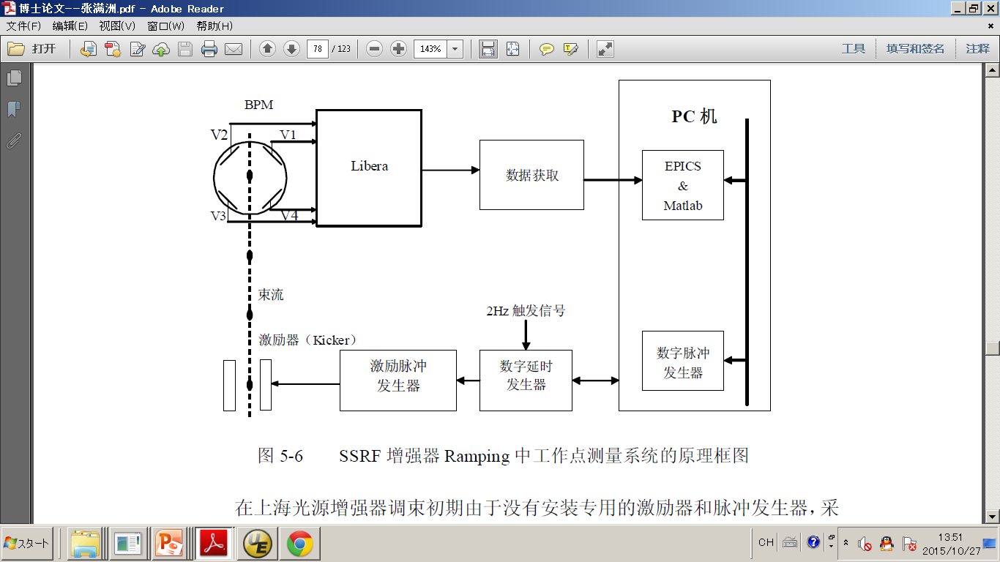 博士论文--张满洲.pdf - Adobe Reader
文件(F) 编辑(E) 视图(V) 窗口(W) 帮助(H)
打开 78 / 123 143% 工具 填写和签名 注释
BPM
V2 V1
V3 V4
Libera
数据获取
PC 机
EPICS
&
Matlab
束流
激励器（Kicker）
2Hz 触发信号
激励脉冲
发生器
数字延时
发生器
数字脉冲
发生器
图 5-6 SSRF 增强器 Ramping 中工作点测量系统的原理框图
在上海光源增强器调束初期由于没有安装专用的激励器和脉冲发生器，采
スタート UE CH 13:51
2015/10/27